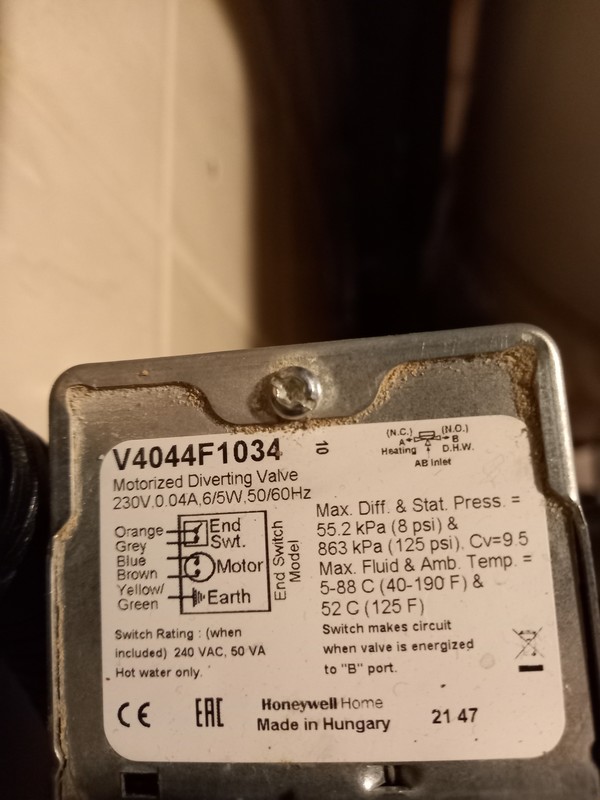 V4044F1034 10
Motorized Diverting Valve
230V,0.04A,6/5W,50/60Hz
(N.C.) (N.O.)
A B
Heating D.H.W.
AB inlet
Orange
Grey
Blue
Brown
Yellow/
Green
End
Swt.
Motor
Earth
End Switch
Model
Max. Diff. & Stat. Press. =
55.2 kPa (8 psi) &
863 kPa (125 psi). Cv=9.5
Max. Fluid & Amb. Temp. =
5-88 C (40-190 F) &
52 C (125 F)
Switch Rating : (when
included) 240 VAC, 50 VA
Hot water only.
Switch makes circuit
when valve is energized
to "B" port.
CE EAC Honeywell Home
Made in Hungary 21 47